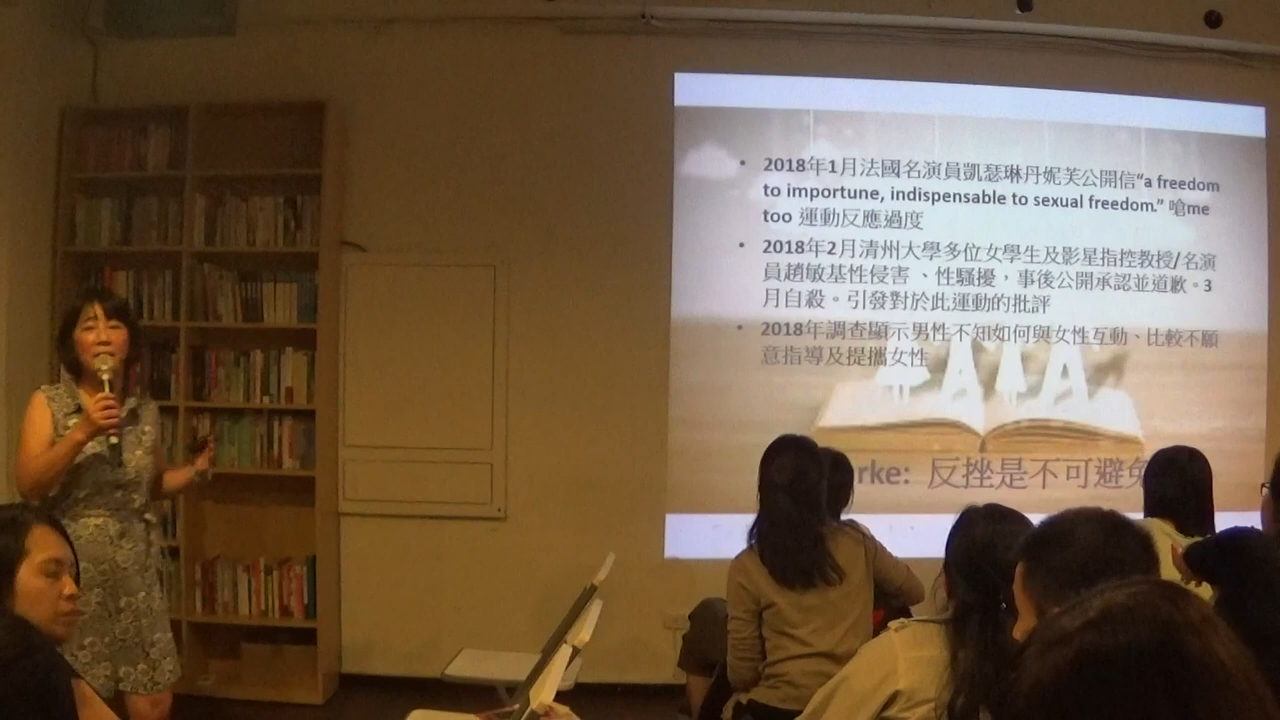 • 2018年1月法國名演員凱瑟琳丹妮芙公開信“a freedom
to importune, indispensable to sexual freedom.” 嗆me
too 運動反應過度
• 2018年2月清州大學多位女學生及影星指控教授/名演
員趙敏基性侵害 、性騷擾，事後公開承認並道歉。3
月自殺。引發對於此運動的批評
• 2018年調查顯示男性不知如何與女性互動、比較不願
意指導及提攜女性
rke: 反挫是不可避免